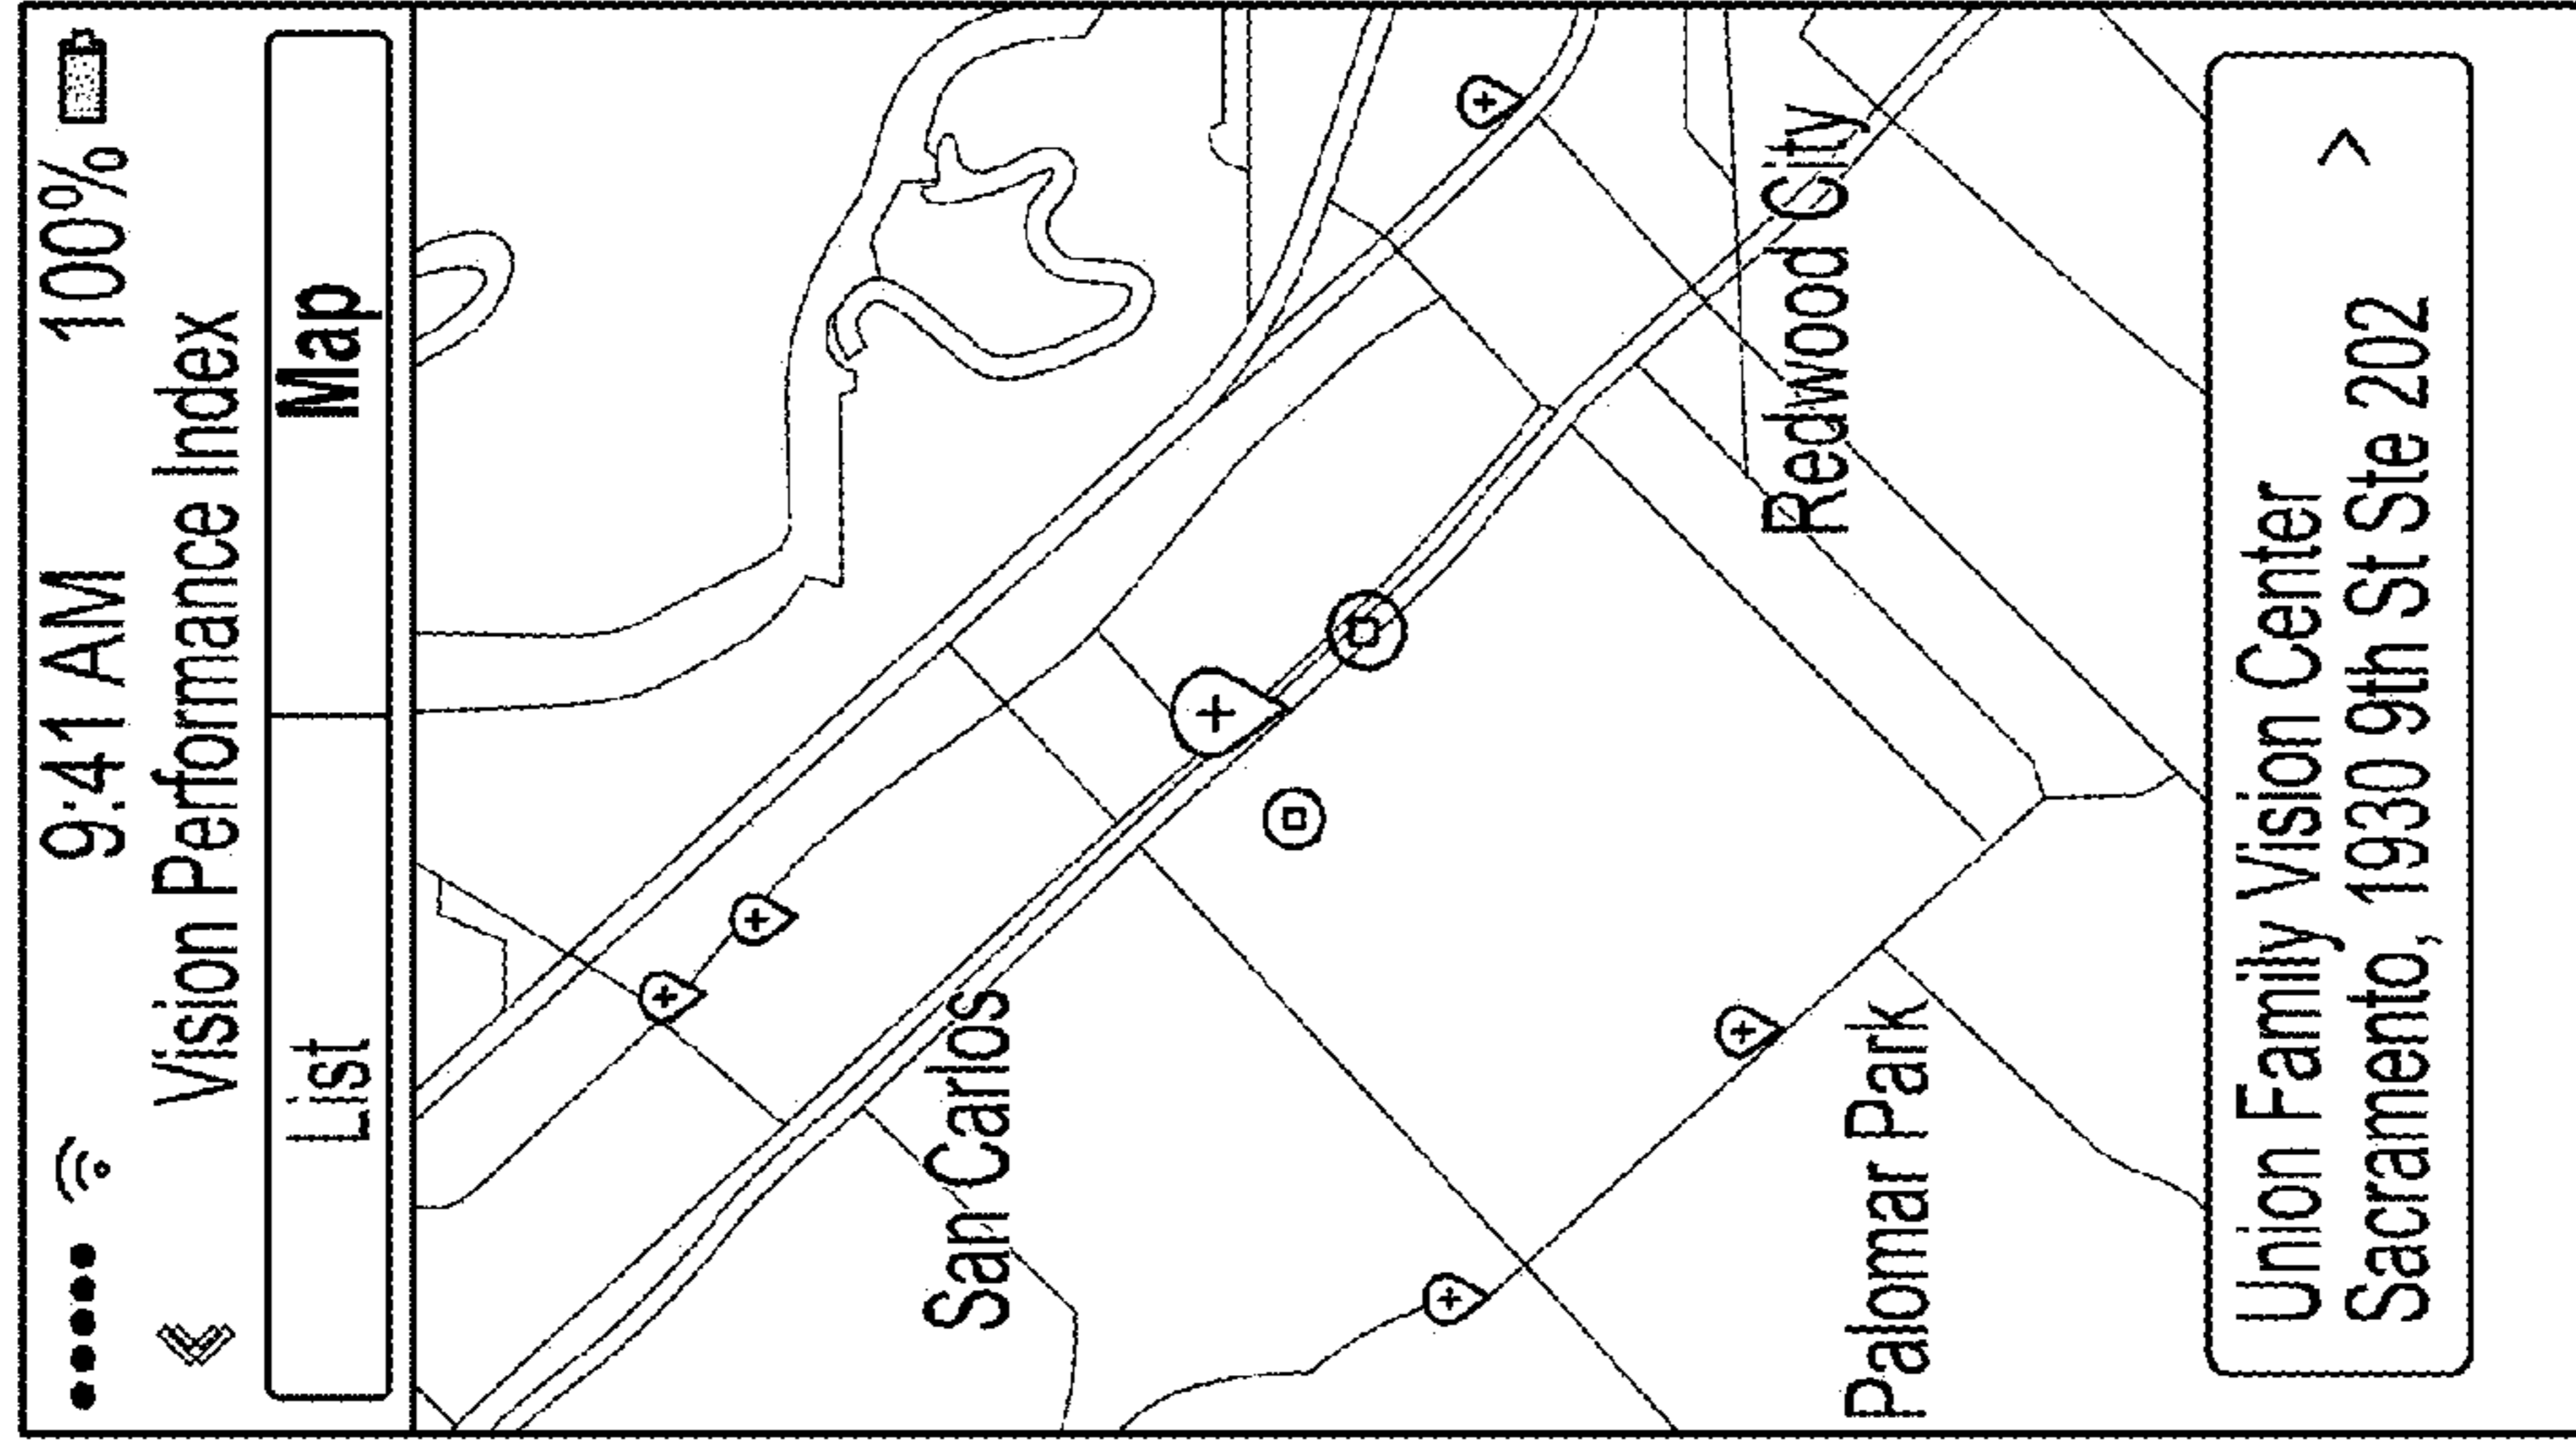 9:41 AM 100%
Vision Performance Index
List Map
San Carlos
Redwood City
Palomar Park
Union Family Vision Center >
Sacramento, 1930 9th St Ste 202